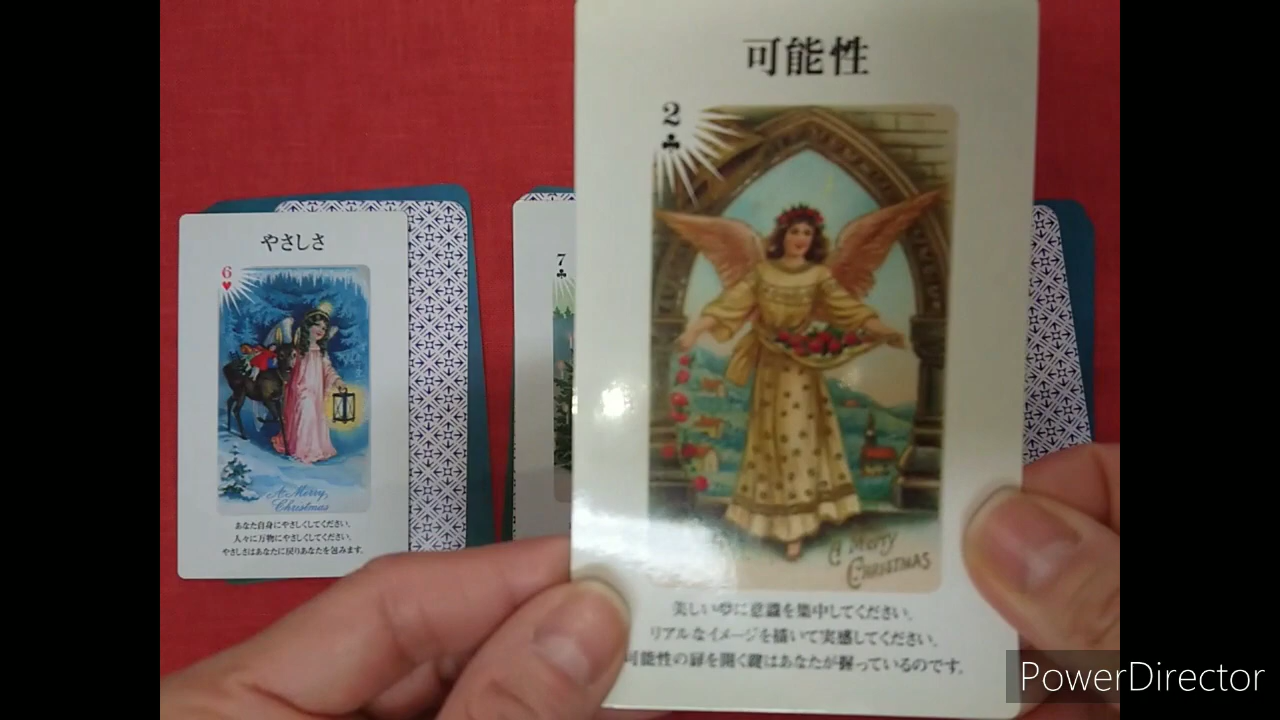 可能性
2
A Merry
CHRISTMAS
美しい夢に意識を集中してください。
リアルなイメージを描いて実感してください。
可能性の扉を開く鍵はあなたが握っているのです。
やさしさ
6
A Merry
Christmas
あなた自身にやさしくしてください。
人々に万物にやさしくしてください。
やさしさはあなたに戻りあなたを包みます。
7
PowerDirector